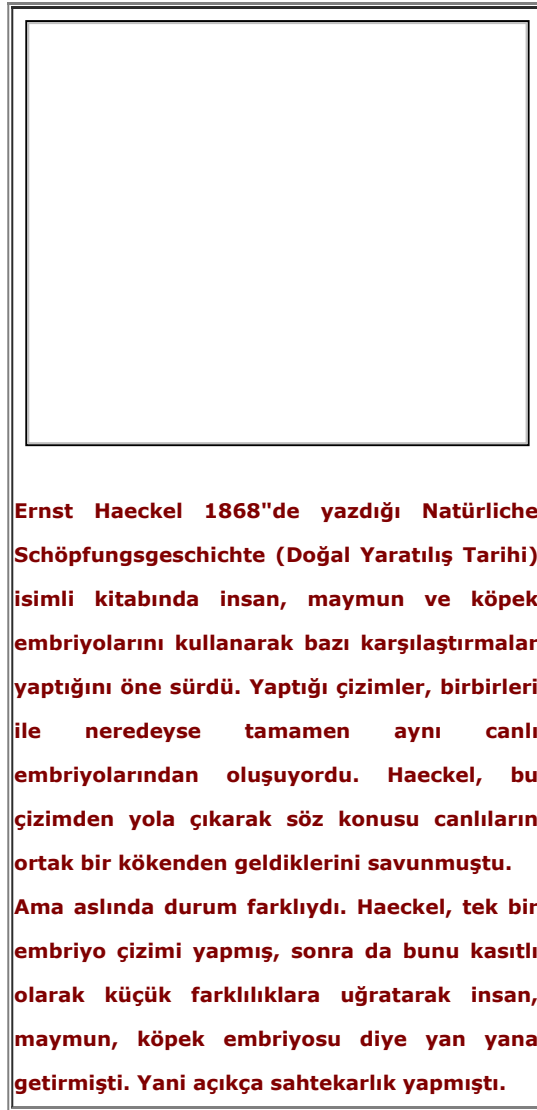 Ernst Haeckel 1868"de yazdığı Natürliche
Schöpfungsgeschichte (Doğal Yaratılış Tarihi)
isimli kitabında insan, maymun ve köpek
embriyolarını kullanarak bazı karşılaştırmalar
yaptığını öne sürdü. Yaptığı çizimler, birbirleri
ile neredeyse tamamen aynı canlı
embriyolarından oluşuyordu. Haeckel, bu
çizimden yola çıkarak söz konusu canlıların
ortak bir kökenden geldiklerini savunmuştu.
Ama aslında durum farklıydı. Haeckel, tek bir
embriyo çizimi yapmış, sonra da bunu kasıtlı
olarak küçük farklılıklara uğratarak insan,
maymun, köpek embriyosu diye yan yana
getirmişti. Yani açıkça sahtekarlık yapmıştı.